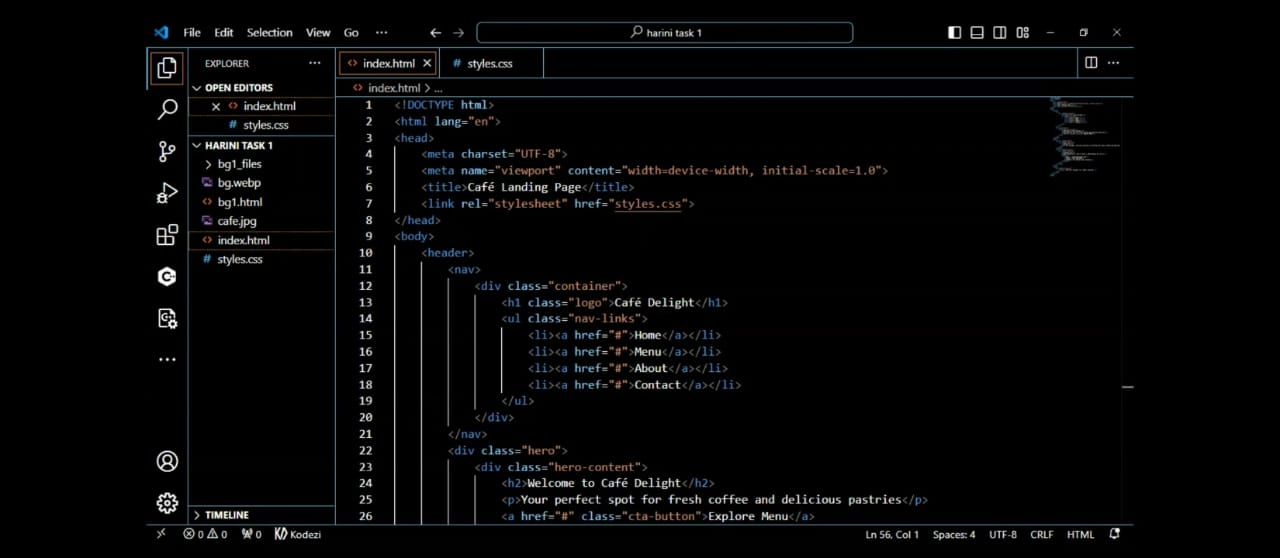 File Edit Selection View Go ··· harini task 1
EXPLORER ···
OPEN EDITORS
index.html
# styles.css
HARINI TASK 1
bg1_files
bg.webp
<> bg1.html
cafe.jpg
<> index.html
# styles.css
TIMELINE
<> index.html # styles.css
<> index.html > ...
1 <!DOCTYPE html>
2 <html lang="en">
3 <head>
4 <meta charset="UTF-8">
5 <meta name="viewport" content="width=device-width, initial-scale=1.0">
6 <title>Café Landing Page</title>
7 <link rel="stylesheet" href="styles.css">
8 </head>
9 <body>
10 <header>
11 <nav>
12 <div class="container">
13 <h1 class="logo">Café Delight</h1>
14 <ul class="nav-links">
15 <li><a href="#">Home</a></li>
16 <li><a href="#">Menu</a></li>
17 <li><a href="#">About</a></li>
18 <li><a href="#">Contact</a></li>
19 </ul>
20 </div>
21 </nav>
22 <div class="hero">
23 <div class="hero-content">
24 <h2>Welcome to Café Delight</h2>
25 <p>Your perfect spot for fresh coffee and delicious pastries</p>
26 <a href="#" class="cta-button">Explore Menu</a>
0 0 0 Kodezi Ln 56, Col 1 Spaces: 4 UTF-8 CRLF HTML